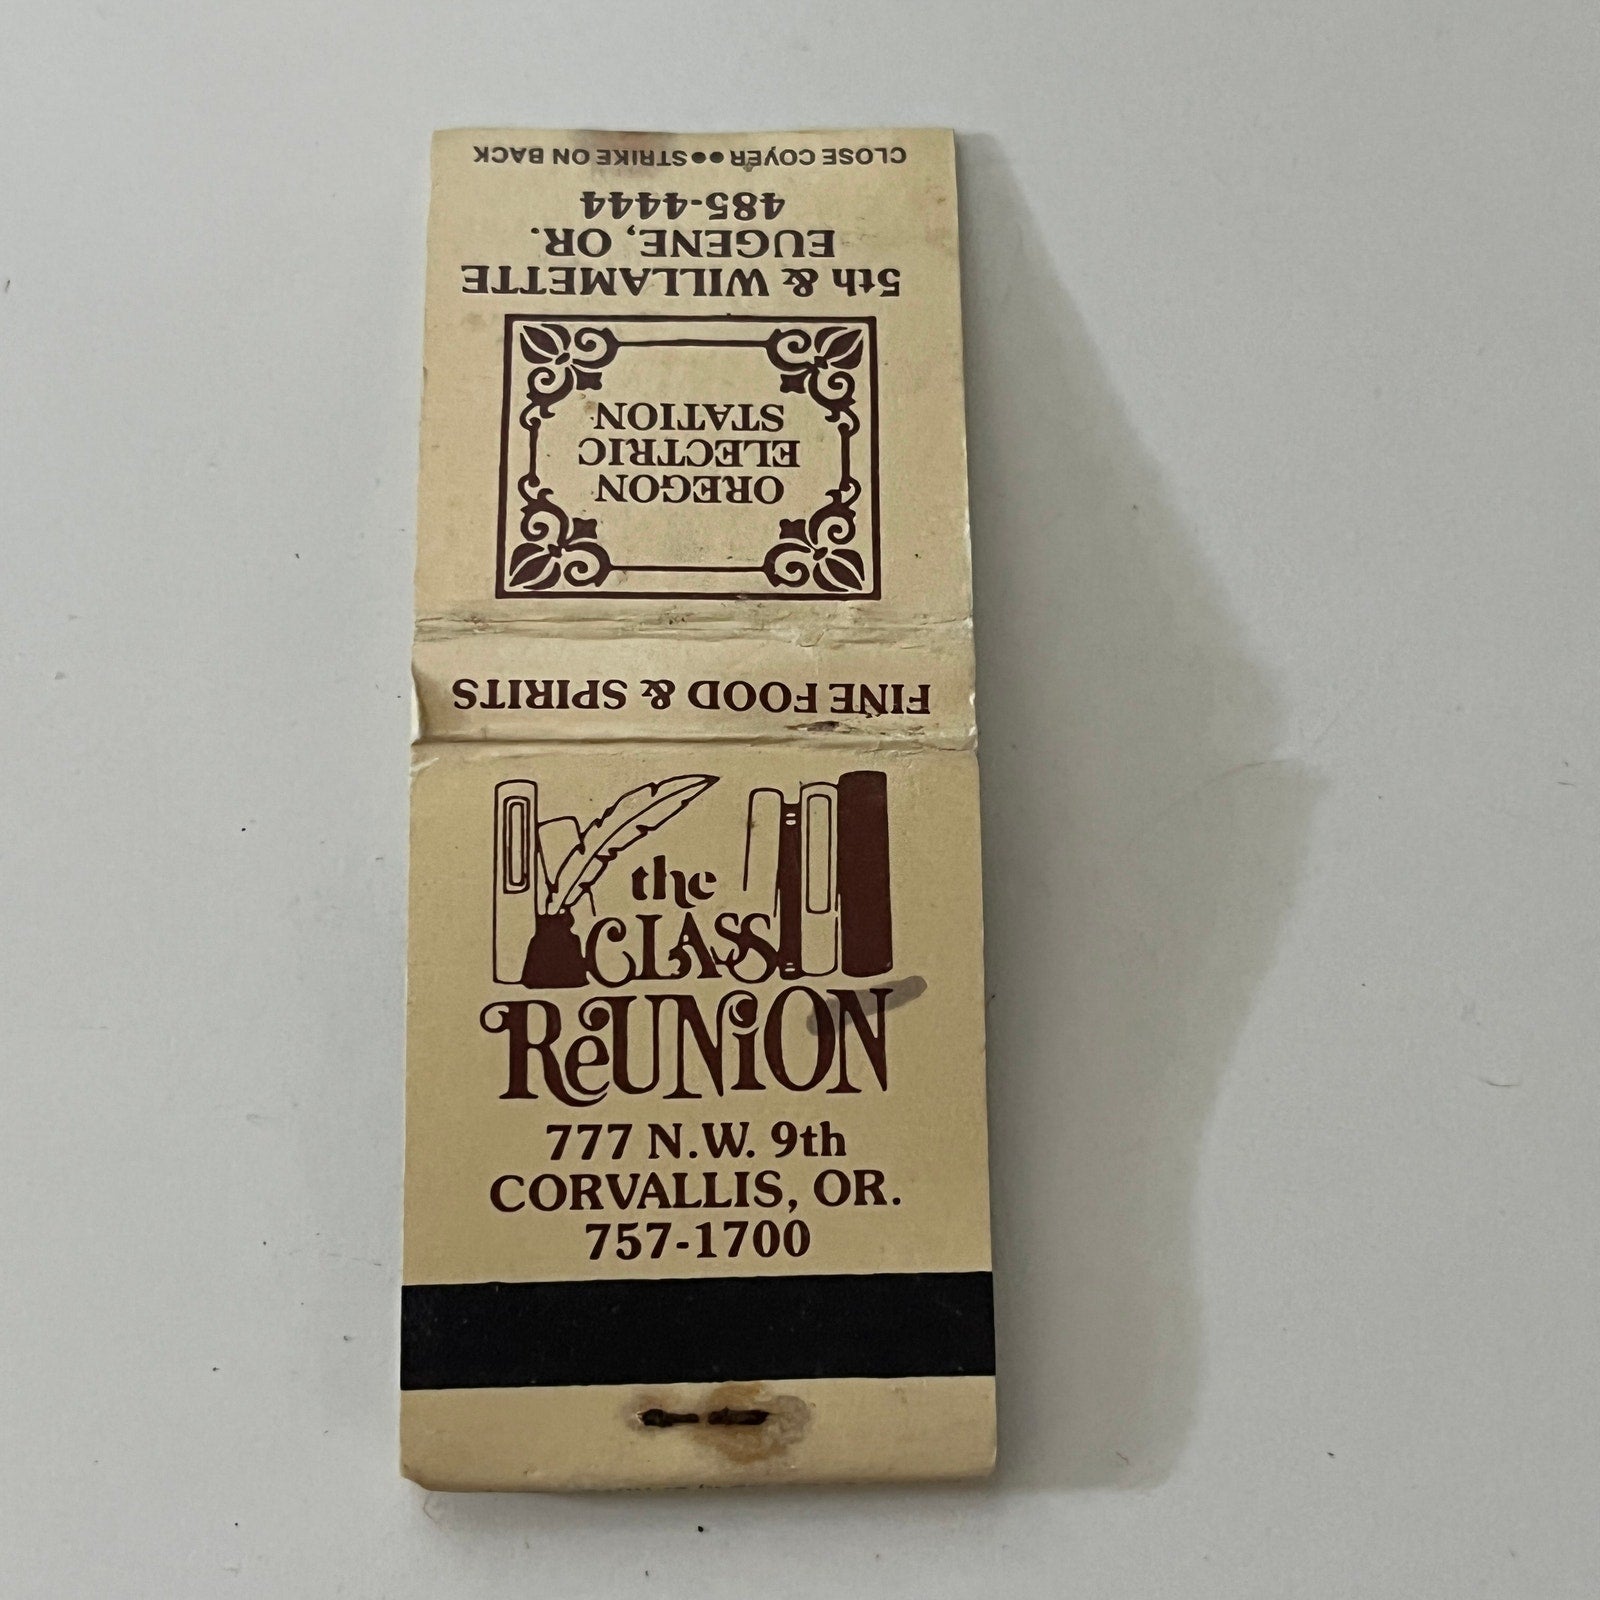 CLOSE COVER●●STRIKE ON BACK
OREGON
ELECTRIC
STATION
5th & WILLAMETTE
EUGENE, OR.
485-4444
FINE FOOD & SPIRITS
the
CLASS
ReUNiON
777 N.W. 9th
CORVALLIS, OR.
757-1700